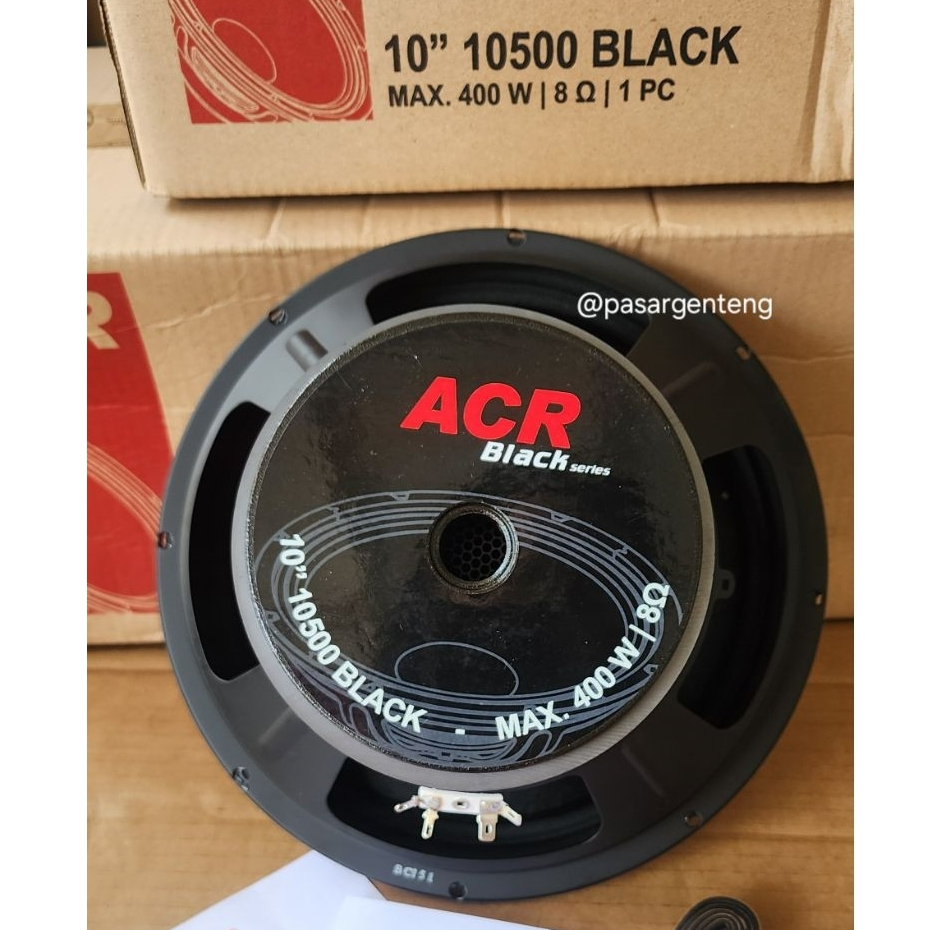 10” 10500 BLACK
MAX. 400 W | 8 Ω | 1 PC
@pasargenteng
R
ACR
Black series
10” 10500 BLACK - MAX. 400 W | 8Ω